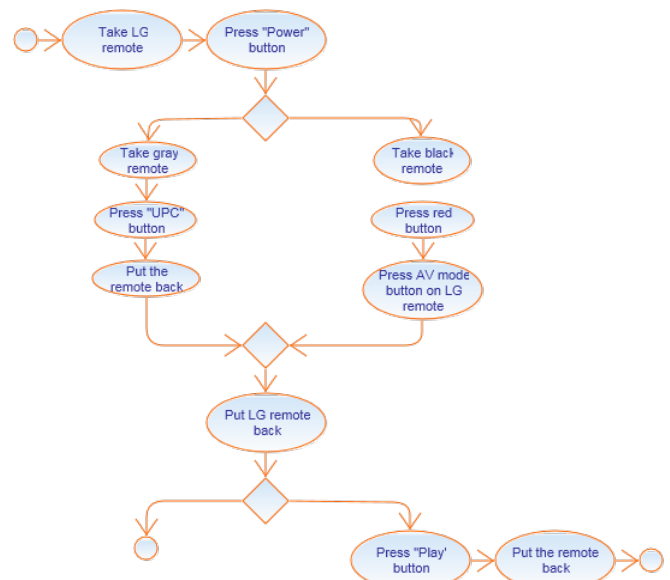 Take LG
remote
Press "Power"
button
Take gray
remote
Take black
remote
Press "UPC"
button
Press red
button
Put the
remote back
Press AV mode
button on LG
remote
Put LG remote
back
Press "Play'
button
Put the remote
back